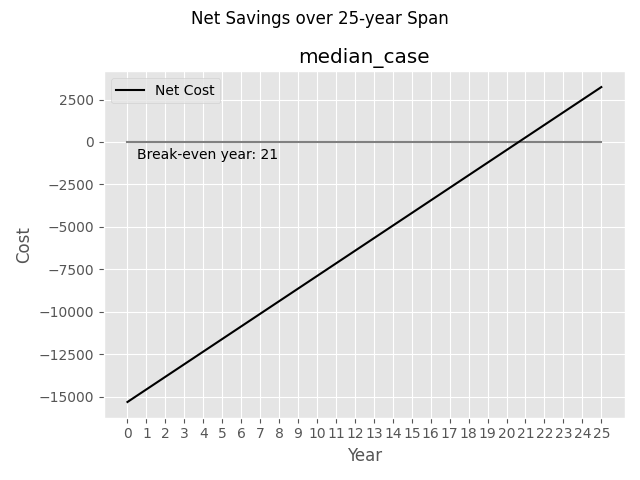 Net Savings over 25-year Span
median_case
Net Cost
2500
0
Break-even year: 21
−2500
−5000
−7500
−10000
−12500
−15000
Cost
0 1 2 3 4 5 6 7 8 9 10 11 12 13 14 15 16 17 18 19 20 21 22 23 24 25
Year